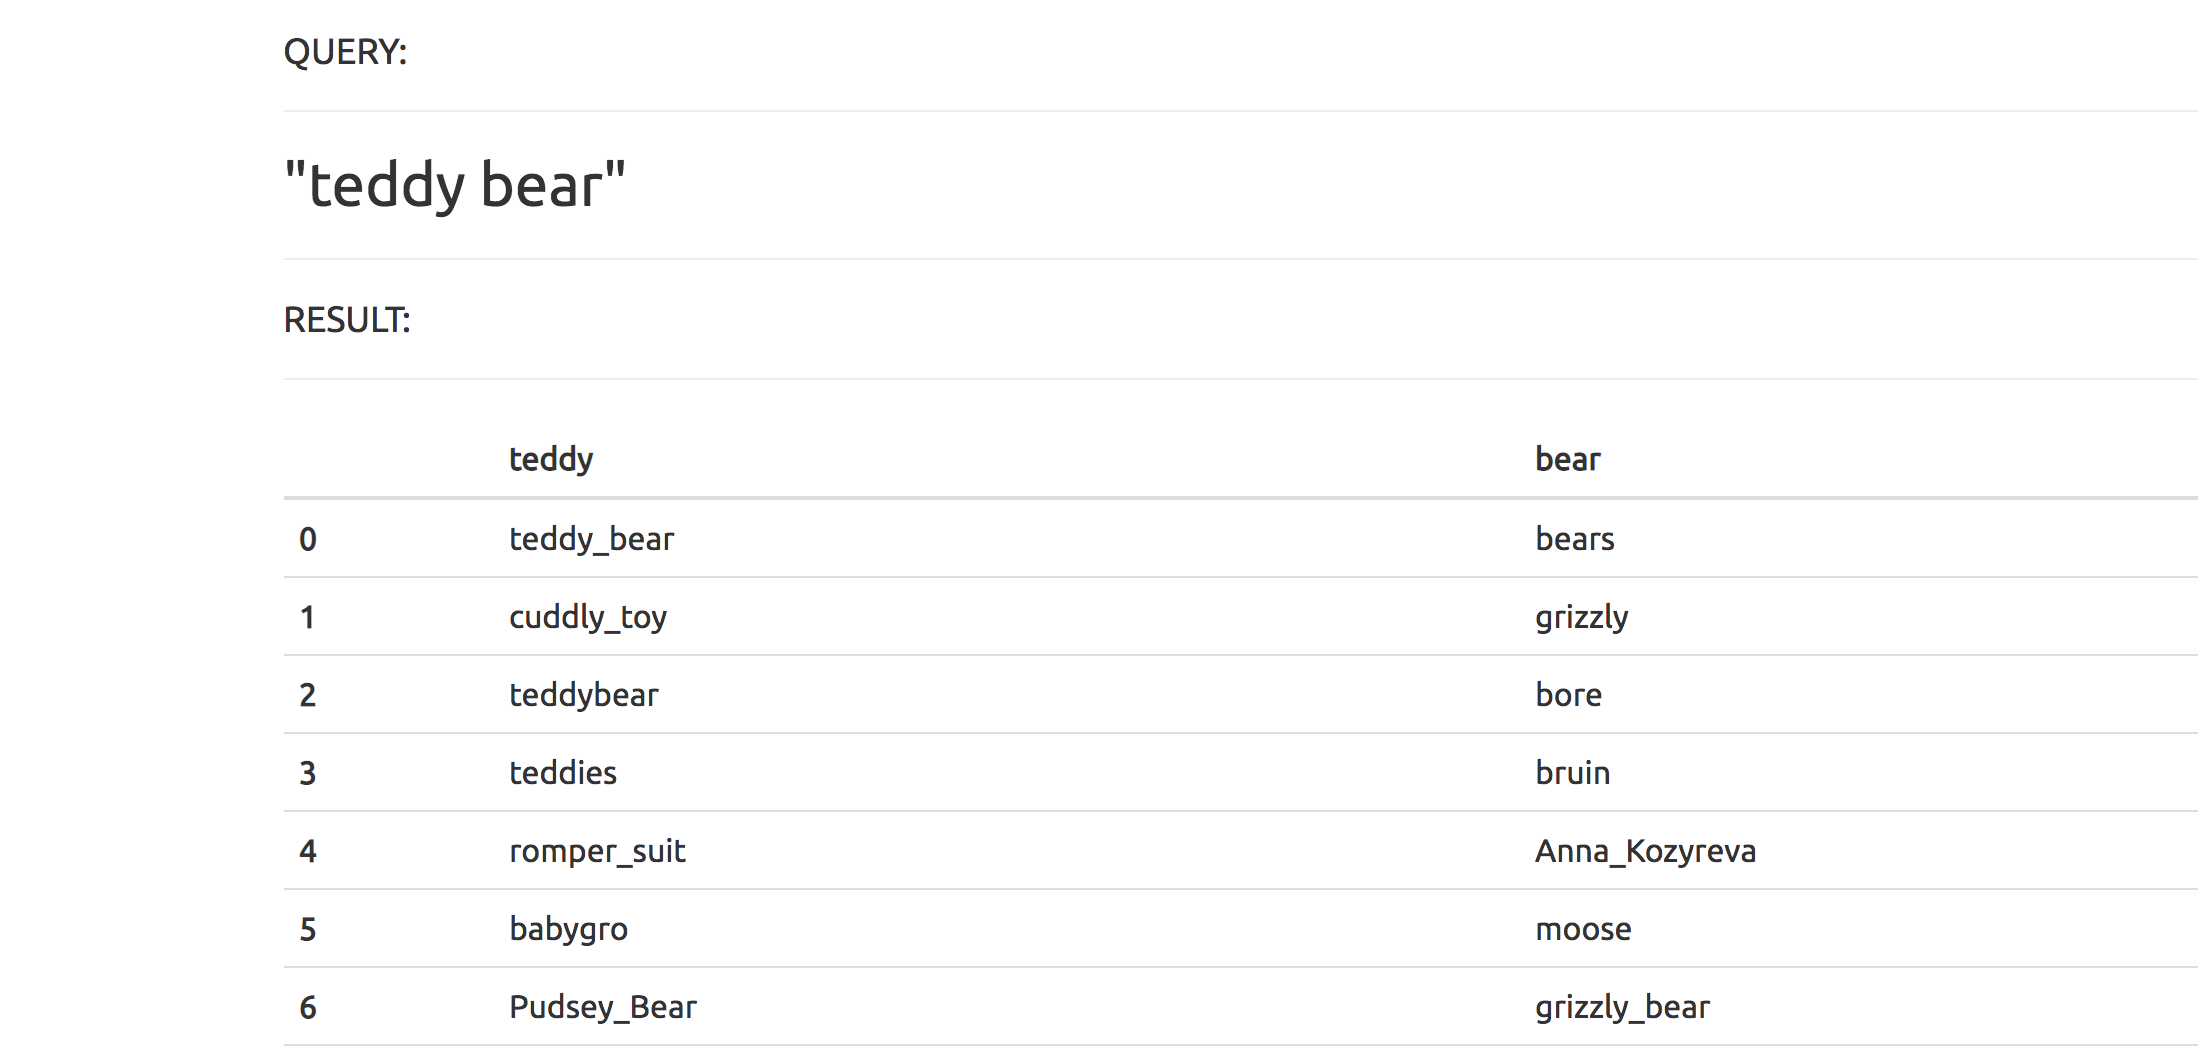 QUERY:
"teddy bear"
RESULT:
teddy bear
0 teddy_bear bears
1 cuddly_toy grizzly
2 teddybear bore
3 teddies bruin
4 romper_suit Anna_Kozyreva
5 babygro moose
6 Pudsey_Bear grizzly_bear